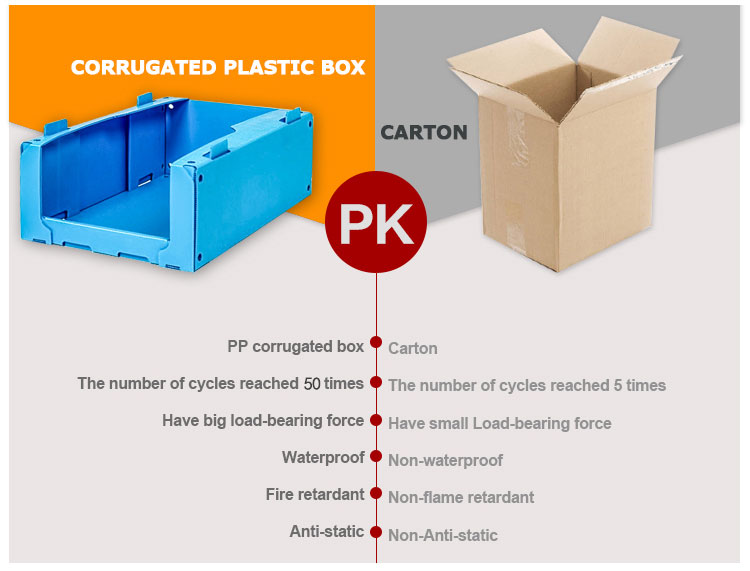 CORRUGATED PLASTIC BOX
CARTON
PK
PP corrugated box
Carton
The number of cycles reached 50 times
The number of cycles reached 5 times
Have big load-bearing force
Have small Load-bearing force
Waterproof
Non-waterproof
Fire retardant
Non-flame retardant
Anti-static
Non-Anti-static